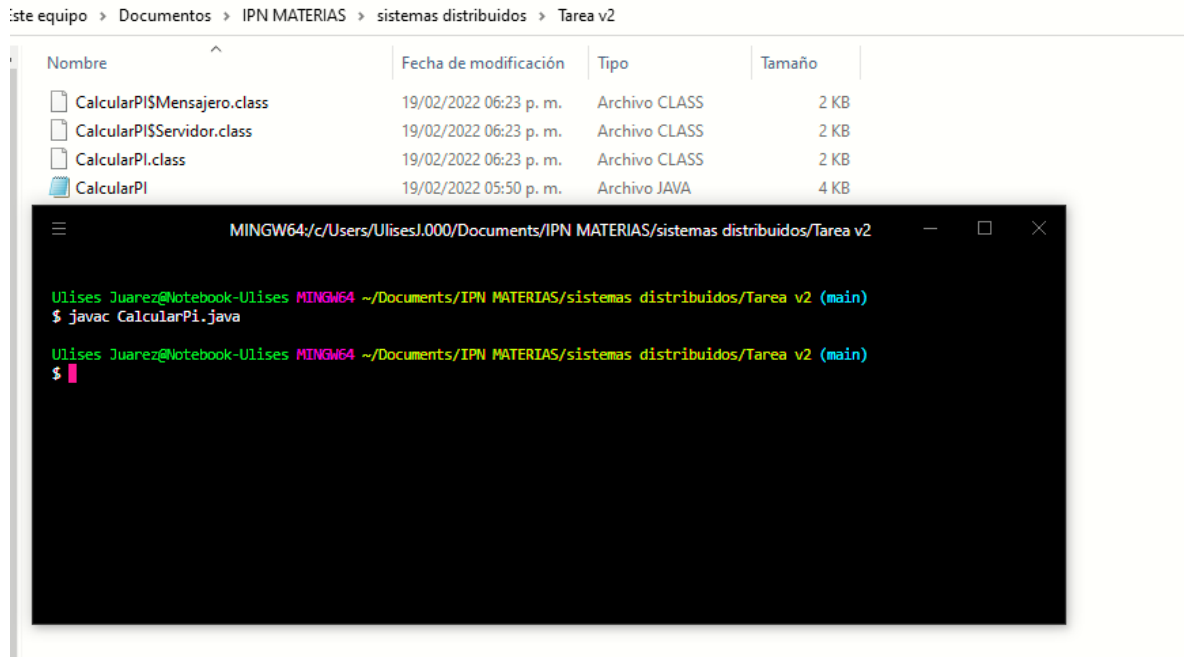 Este equipo > Documentos > IPN MATERIAS > sistemas distribuidos > Tarea v2
Nombre Fecha de modificación Tipo Tamaño
CalcularPI$Mensajero.class 19/02/2022 06:23 p. m. Archivo CLASS 2 KB
CalcularPI$Servidor.class 19/02/2022 06:23 p. m. Archivo CLASS 2 KB
CalcularPI.class 19/02/2022 06:23 p. m. Archivo CLASS 2 KB
CalcularPI 19/02/2022 05:50 p. m. Archivo JAVA 4 KB
MINGW64:/c/Users/UlisesJ.000/Documents/IPN MATERIAS/sistemas distribuidos/Tarea v2
Ulises Juarez@Notebook-Ulises MINGW64 ~/Documents/IPN MATERIAS/sistemas distribuidos/Tarea v2 (main)
$ javac CalcularPi.java
Ulises Juarez@Notebook-Ulises MINGW64 ~/Documents/IPN MATERIAS/sistemas distribuidos/Tarea v2 (main)
$